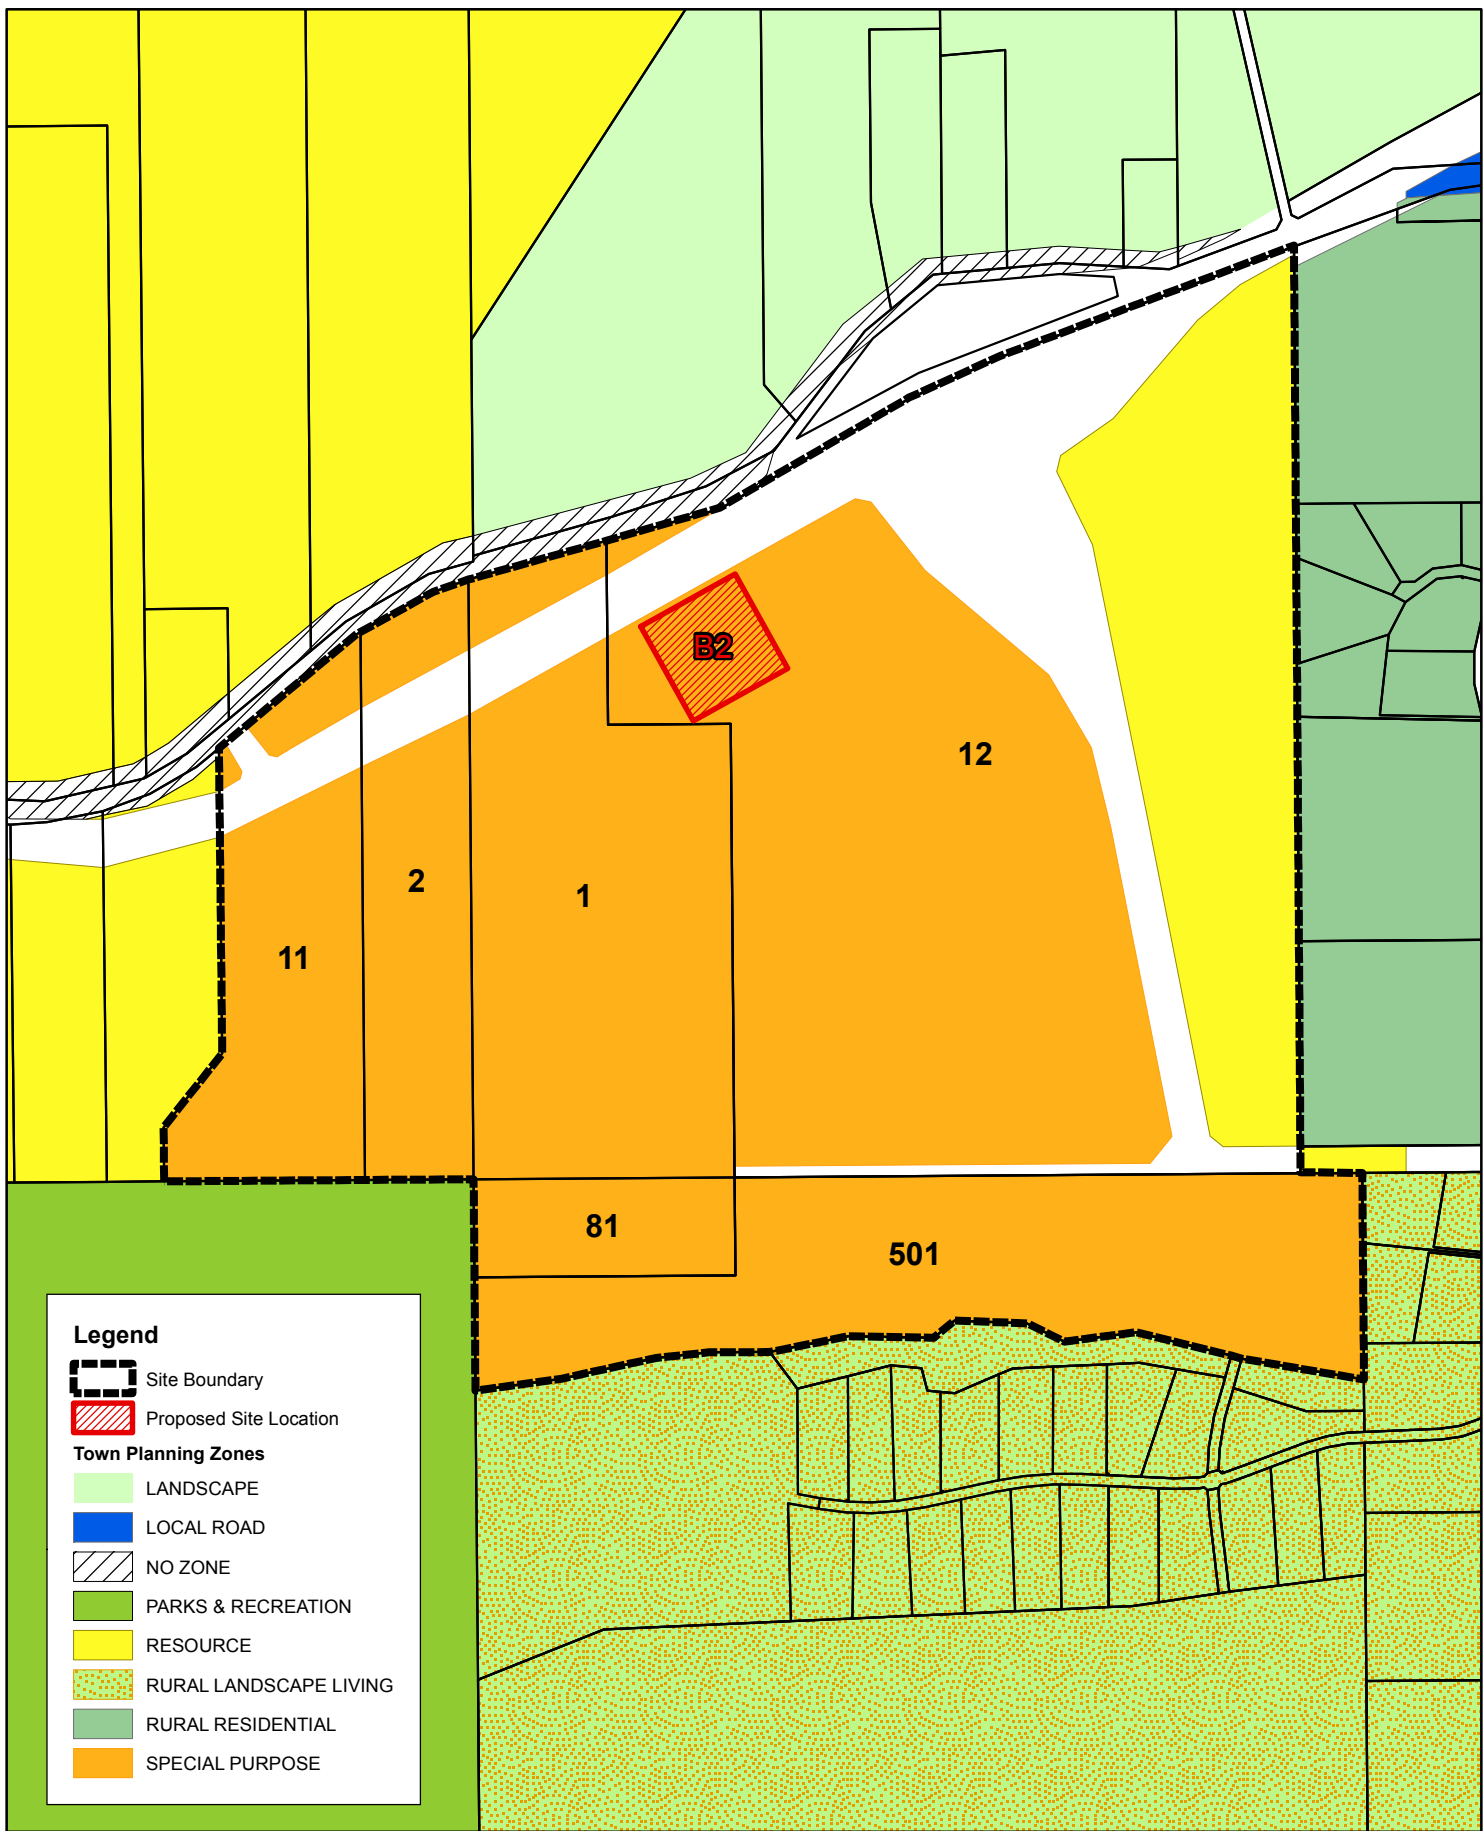 B2
12
2
1
11
81
501
Legend
Site Boundary
Proposed Site Location
Town Planning Zones
LANDSCAPE
LOCAL ROAD
NO ZONE
PARKS & RECREATION
RESOURCE
RURAL LANDSCAPE LIVING
RURAL RESIDENTIAL
SPECIAL PURPOSE